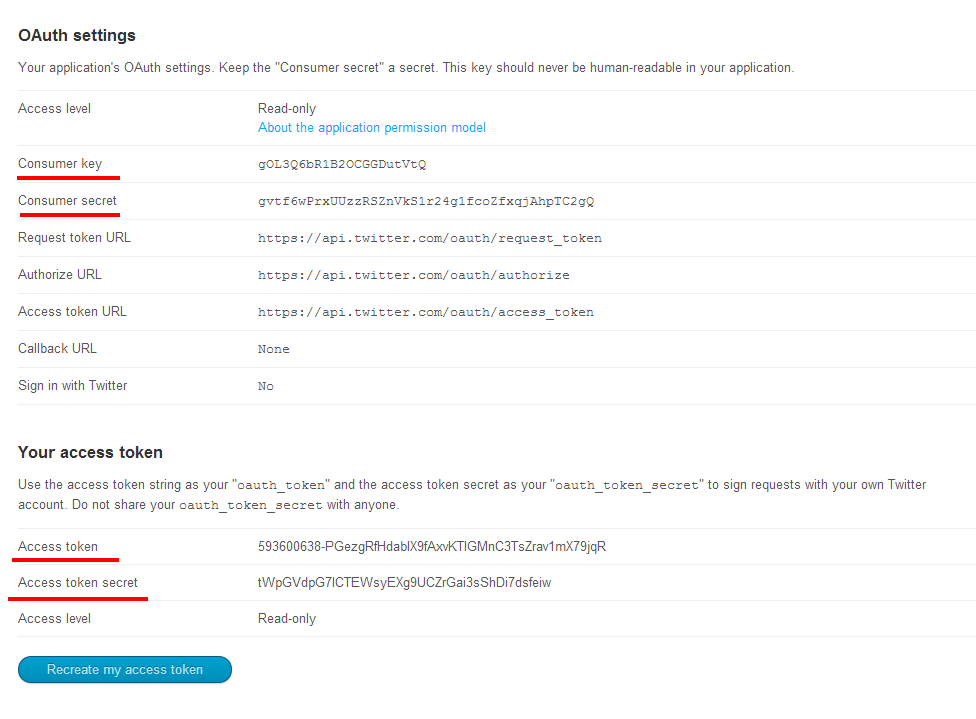 OAuth settings
Your application's OAuth settings. Keep the "Consumer secret" a secret. This key should never be human-readable in your application.
Access level Read-only
About the application permission model
Consumer key gOL3Q6bR1B2OCGGDutVtQ
Consumer secret gvtf6wPrxUUzzRSZnVkS1r24g1fcoZfxqjAhpTC2gQ
Request token URL https://api.twitter.com/oauth/request_token
Authorize URL https://api.twitter.com/oauth/authorize
Access token URL https://api.twitter.com/oauth/access_token
Callback URL None
Sign in with Twitter No
Your access token
Use the access token string as your "oauth_token" and the access token secret as your "oauth_token_secret" to sign requests with your own Twitter
account. Do not share your oauth_token_secret with anyone.
Access token
Access token secret
Access level Read-only
Recreate my access token